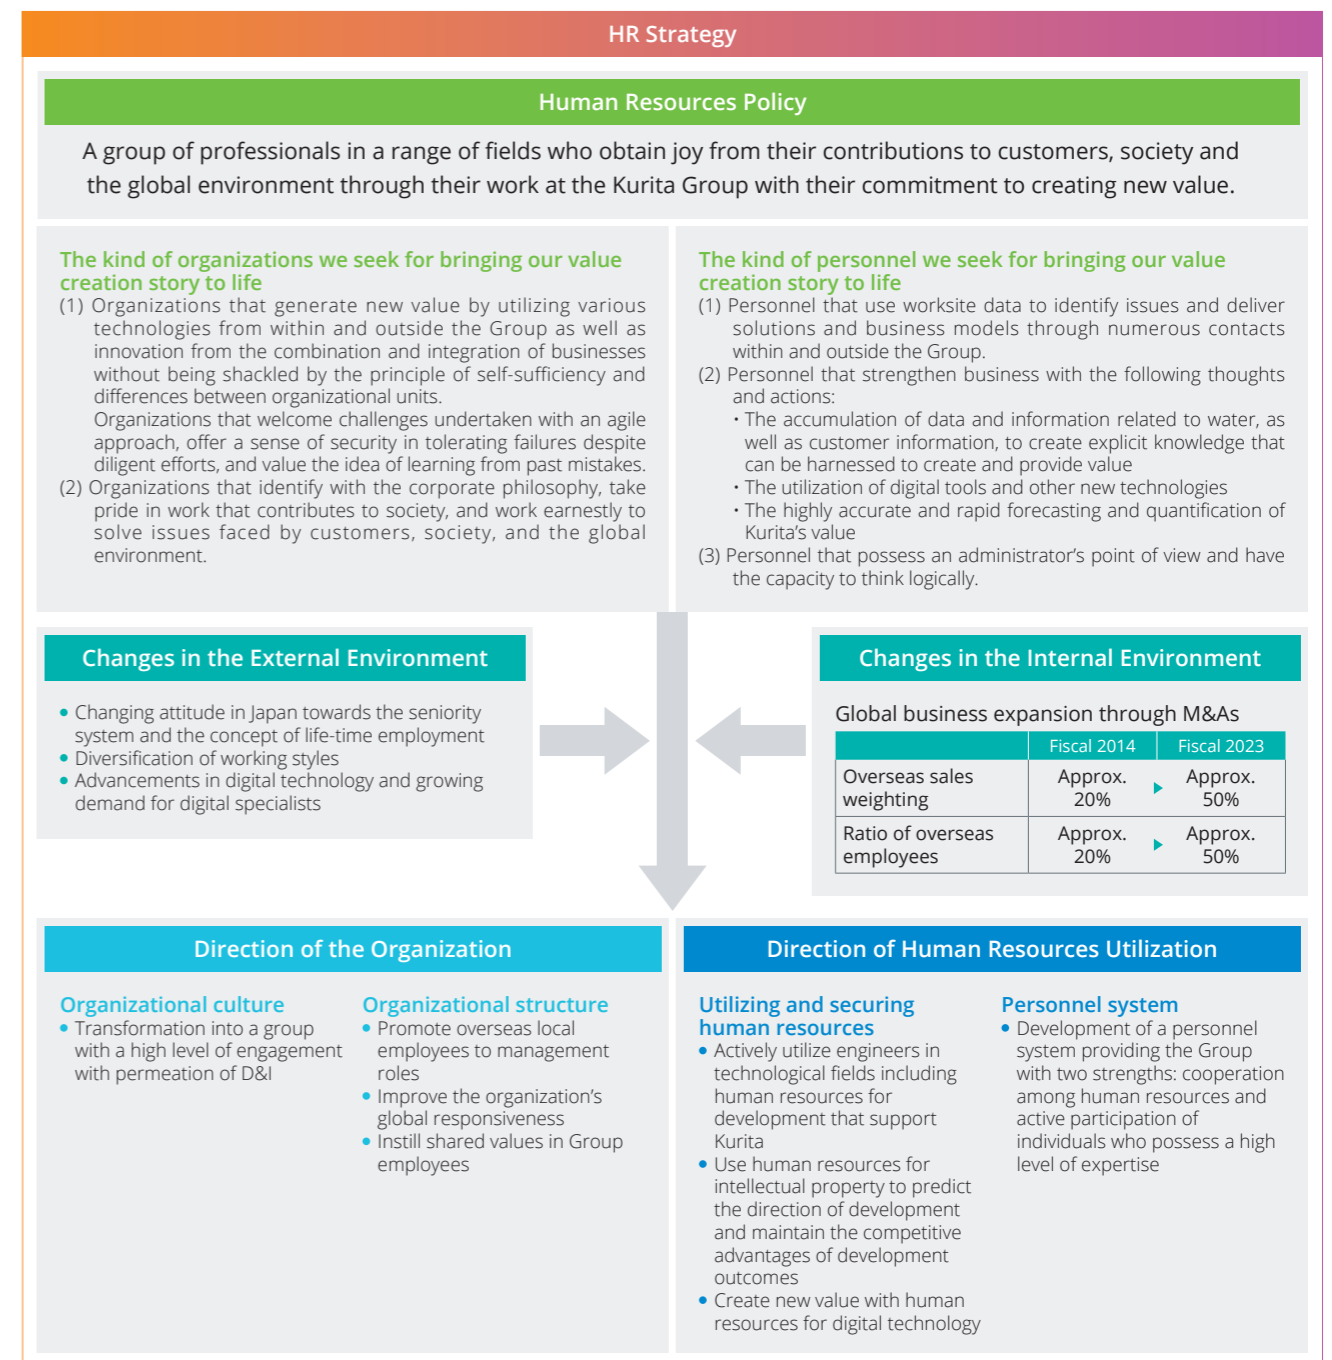 HR Strategy
Human Resources Policy
A group of professionals in a range of fields who obtain joy from their contributions to customers, society and
the global environment through their work at the Kurita Group with their commitment to creating new value.
The kind of organizations we seek for bringing our value
creation story to life
(1) Organizations that generate new value by utilizing various
technologies from within and outside the Group as well as
innovation from the combination and integration of businesses
without being shackled by the principle of self-sufficiency and
differences between organizational units.
Organizations that welcome challenges undertaken with an agile
approach, offer a sense of security in tolerating failures despite
diligent efforts, and value the idea of learning from past mistakes.
(2) Organizations that identify with the corporate philosophy, take
pride in work that contributes to society, and work earnestly to
solve issues faced by customers, society, and the global
environment.
The kind of personnel we seek for bringing our value
creation story to life
(1) Personnel that use worksite data to identify issues and deliver
solutions and business models through numerous contacts
within and outside the Group.
(2) Personnel that strengthen business with the following thoughts
and actions:
・The accumulation of data and information related to water, as
well as customer information, to create explicit knowledge that
can be harnessed to create and provide value
・The utilization of digital tools and other new technologies
・The highly accurate and rapid forecasting and quantification of
Kurita's value
(3) Personnel that possess an administrator's point of view and have
the capacity to think logically.
Changes in the External Environment
• Changing attitude in Japan towards the seniority
system and the concept of life-time employment
• Diversification of working styles
• Advancements in digital technology and growing
demand for digital specialists
Changes in the Internal Environment
Global business expansion through M&As
Fiscal 2014 Fiscal 2023
Overseas sales
weighting
Approx.
20%
Approx.
50%
Ratio of overseas
employees
Approx.
20%
Approx.
50%
Direction of the Organization
Organizational culture
• Transformation into a group
with a high level of engagement
with permeation of D&I
Organizational structure
• Promote overseas local
employees to management
roles
• Improve the organization's
global responsiveness
• Instill shared values in Group
employees
Direction of Human Resources Utilization
Utilizing and securing
human resources
• Actively utilize engineers in
technological fields including
human resources for
development that support
Kurita
• Use human resources for
intellectual property to predict
the direction of development
and maintain the competitive
advantages of development
outcomes
• Create new value with human
resources for digital technology
Personnel system
• Development of a personnel
system providing the Group
with two strengths: cooperation
among human resources and
active participation of
individuals who possess a high
level of expertise